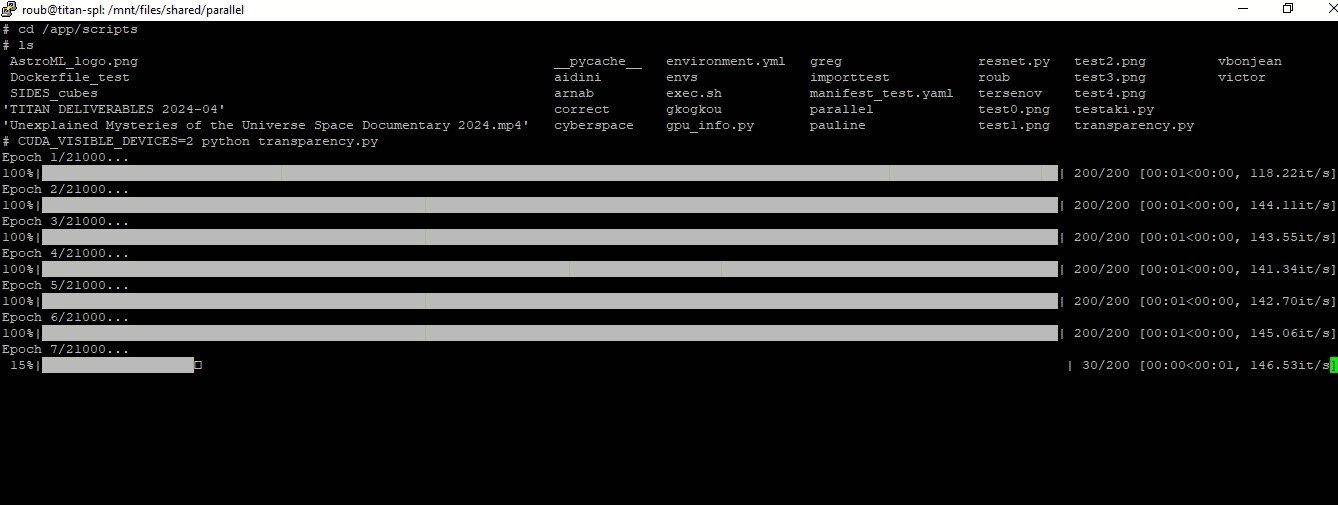 roub@titan-spl: /mnt/files/shared/parallel
# cd /app/scripts
# ls
AstroML_logo.png __pycache__ environment.yml greg resnet.py test2.png vbonjean
Dockerfile_test aidini envs importtest roub test3.png victor
SIDES_cubes arnab exec.sh manifest_test.yaml tersenov test4.png
'TITAN DELIVERABLES 2024-04' correct gkogkou parallel test0.png testaki.py
'Unexplained Mysteries of the Universe Space Documentary 2024.mp4' cyberspace gpu_info.py pauline test1.png transparency.py
# CUDA_VISIBLE_DEVICES=2 python transparency.py
Epoch 1/21000...
100%| | 200/200 [00:01<00:00, 118.22it/s]
Epoch 2/21000...
100%| | 200/200 [00:01<00:00, 144.11it/s]
Epoch 3/21000...
100%| | 200/200 [00:01<00:00, 143.55it/s]
Epoch 4/21000...
100%| | 200/200 [00:01<00:00, 141.34it/s]
Epoch 5/21000...
100%| | 200/200 [00:01<00:00, 142.70it/s]
Epoch 6/21000...
100%| | 200/200 [00:01<00:00, 145.06it/s]
Epoch 7/21000...
15%| | 30/200 [00:00<00:01, 146.53it/s]